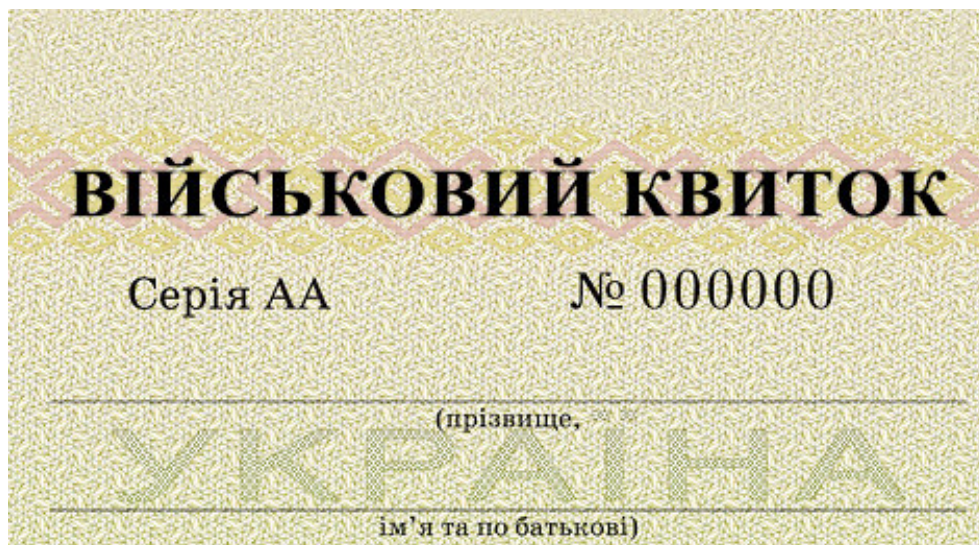 ВІЙСЬКОВИЙ КВИТОК
Серія АА № 000000
(прізвище,
УКРАЇНА
ім’я та по батькові)